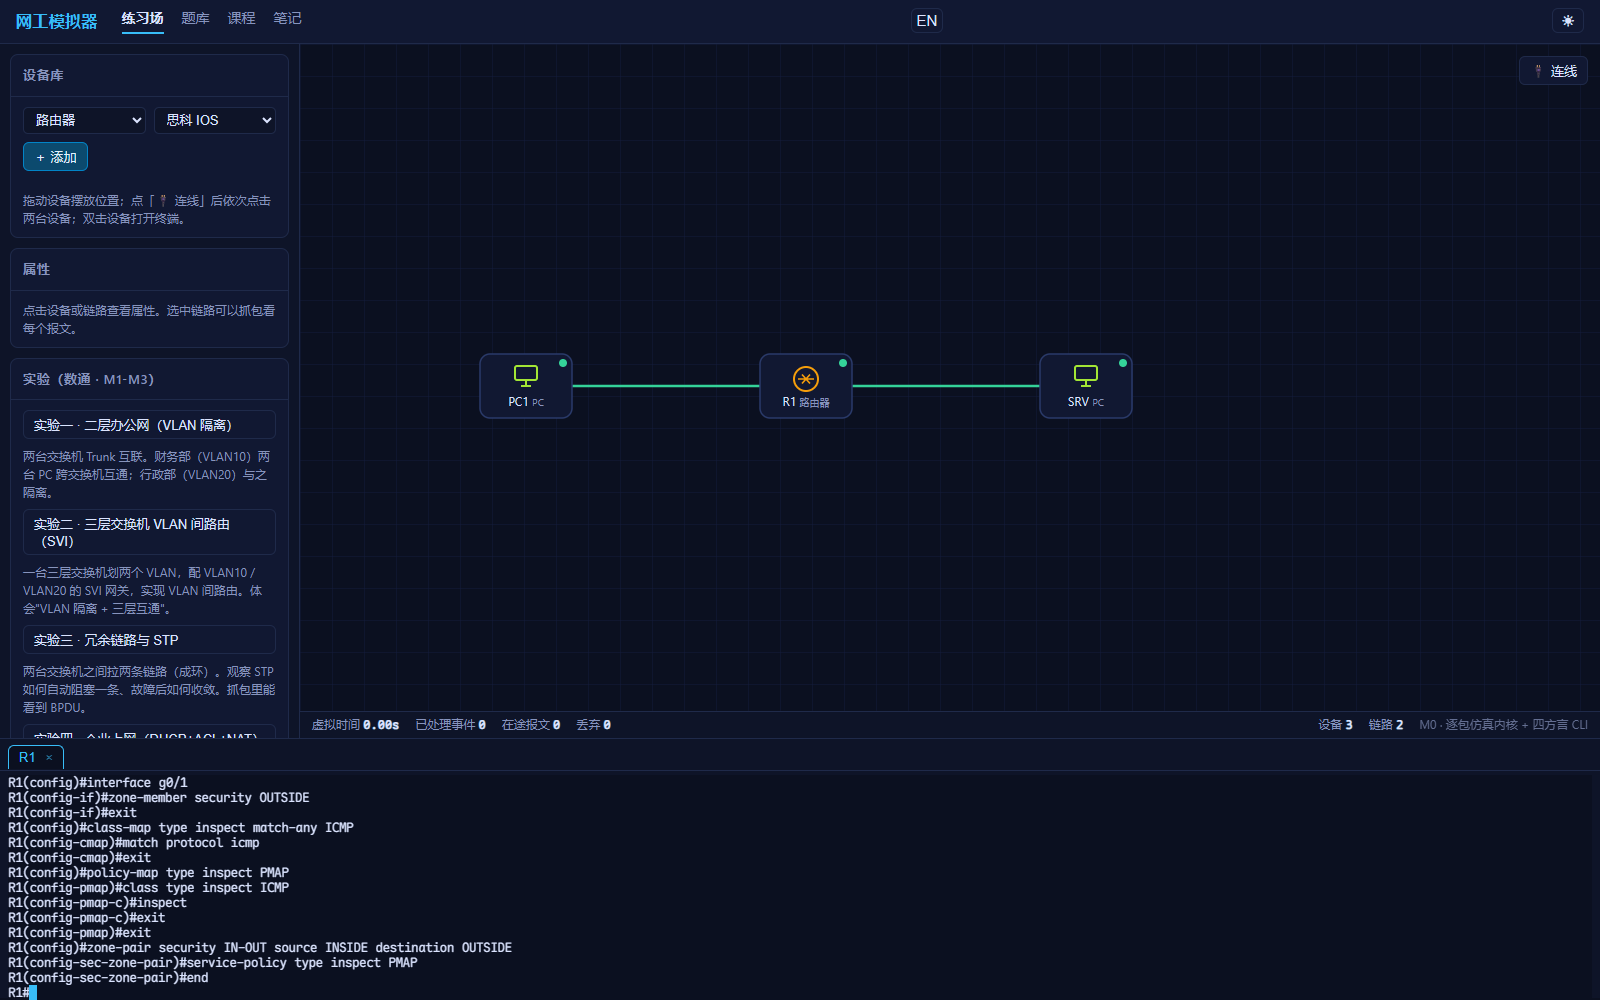 网工模拟器
练习场 题库 课程 笔记
EN
设备库
路由器 思科 IOS
+ 添加
拖动设备摆放位置；点「 连线」后依次点击
两台设备；双击设备打开终端。
属性
点击设备或链路查看属性。选中链路可以抓包看
每个报文。
实验（数通 · M1-M3）
实验一 · 二层办公网（VLAN 隔离）
两台交换机 Trunk 互联。财务部（VLAN10）两
台 PC 跨交换机互通；行政部（VLAN20）与之
隔离。
实验二 · 三层交换机 VLAN 间路由
（SVI）
一台三层交换机划两个 VLAN，配 VLAN10 /
VLAN20 的 SVI 网关，实现 VLAN 间路由。体
会"VLAN 隔离 + 三层互通"。
实验三 · 冗余链路与 STP
两台交换机之间拉两条链路（成环）。观察 STP
如何自动阻塞一条、故障后如何收敛。抓包里能
看到 BPDU。
实验四 · 企业上网（DHCP+ACL+NAT）
连线
PC1 PC
R1 路由器
SRV PC
虚拟时间 0.00s 已处理事件 0 在途报文 0 丢弃 0
设备 3 链路 2 M0 · 逐包仿真内核 + 四方言 CLI
R1 ×
R1(config)#interface g0/1
R1(config-if)#zone-member security OUTSIDE
R1(config-if)#exit
R1(config)#class-map type inspect match-any ICMP
R1(config-cmap)#match protocol icmp
R1(config-cmap)#exit
R1(config)#policy-map type inspect PMAP
R1(config-pmap)#class type inspect ICMP
R1(config-pmap-c)#inspect
R1(config-pmap-c)#exit
R1(config-pmap)#exit
R1(config)#zone-pair security IN-OUT source INSIDE destination OUTSIDE
R1(config-sec-zone-pair)#service-policy type inspect PMAP
R1(config-sec-zone-pair)#end
R1#